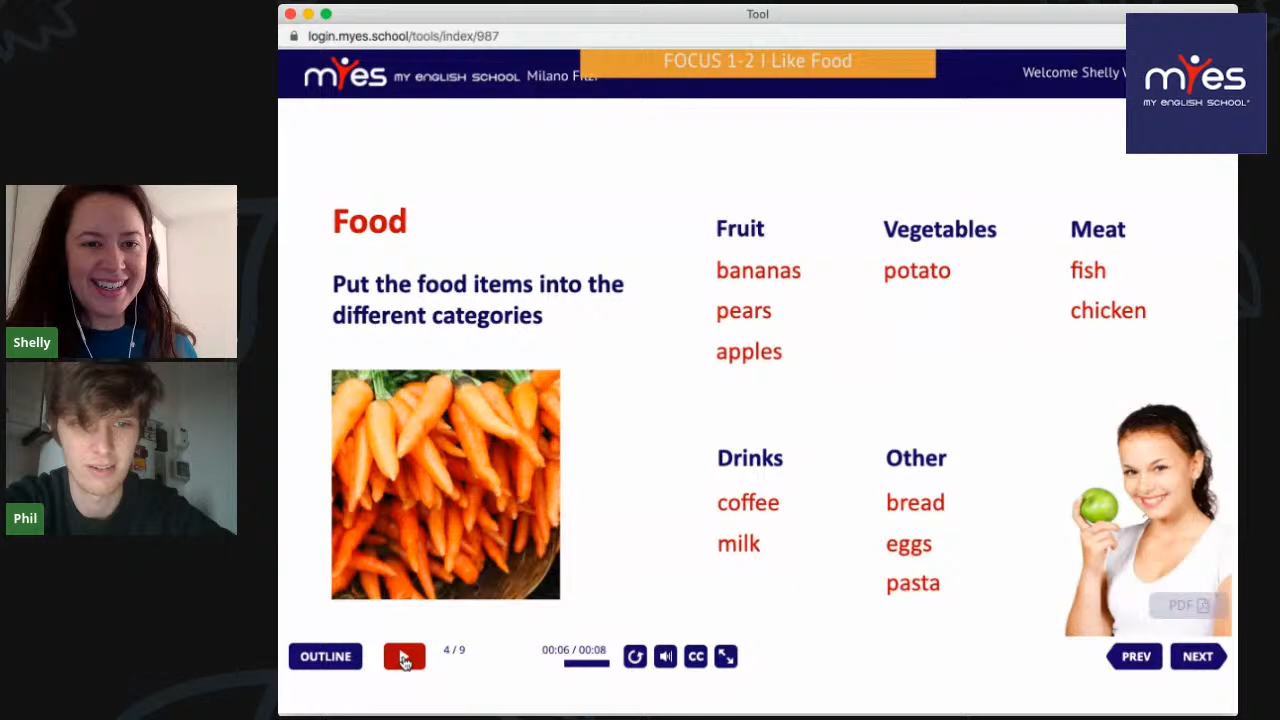 Tool
login.myes.school/tools/index/987
myes MY ENGLISH SCHOOL Milano
FOCUS 1-2 I Like Food
Welcome Shelly
myes
MY ENGLISH SCHOOL
Food
Put the food items into the
different categories
Fruit
bananas
pears
apples
Vegetables
potato
Meat
fish
chicken
Drinks
coffee
milk
Other
bread
eggs
pasta
Shelly
Phil
PDF
OUTLINE
4 / 9
00:06 / 00:08
CC
PREV
NEXT